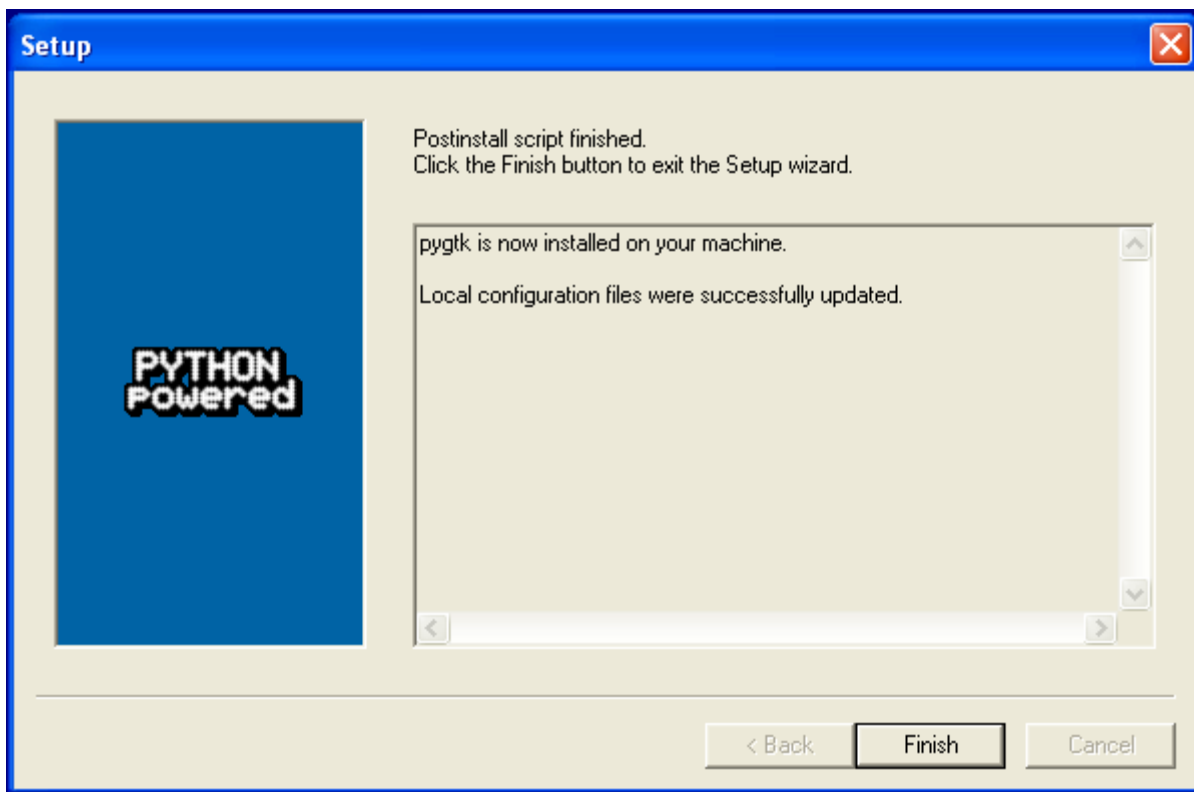 Setup
Postinstall script finished.
Click the Finish button to exit the Setup wizard.
pygtk is now installed on your machine.
Local configuration files were successfully updated.
PYTHON
powered
< Back
Finish
Cancel